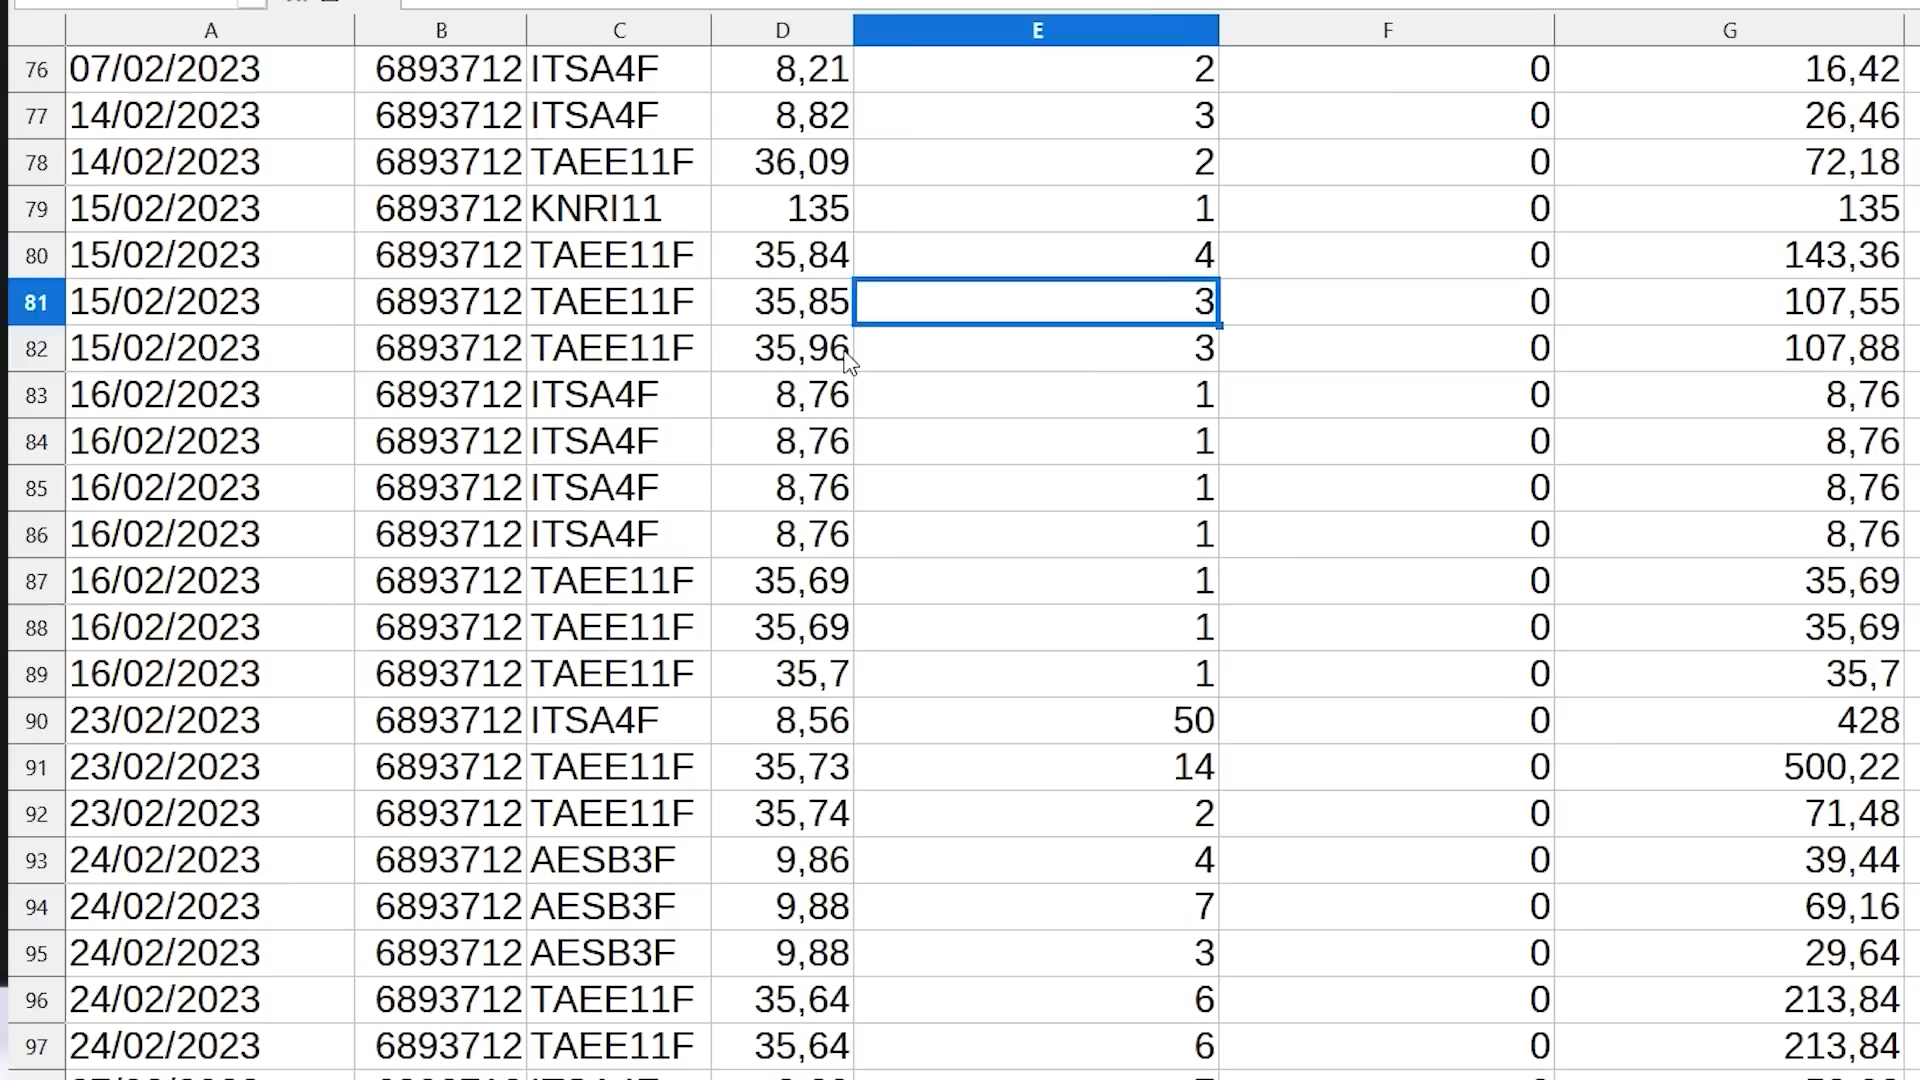 A B C D E F G
76 07/02/2023 6893712 ITSA4F 8,21 2 0 16,42
77 14/02/2023 6893712 ITSA4F 8,82 3 0 26,46
78 14/02/2023 6893712 TAEE11F 36,09 2 0 72,18
79 15/02/2023 6893712 KNRI11 135 1 0 135
80 15/02/2023 6893712 TAEE11F 35,84 4 0 143,36
81 15/02/2023 6893712 TAEE11F 35,85 3 0 107,55
82 15/02/2023 6893712 TAEE11F 35,96 3 0 107,88
83 16/02/2023 6893712 ITSA4F 8,76 1 0 8,76
84 16/02/2023 6893712 ITSA4F 8,76 1 0 8,76
85 16/02/2023 6893712 ITSA4F 8,76 1 0 8,76
86 16/02/2023 6893712 ITSA4F 8,76 1 0 8,76
87 16/02/2023 6893712 TAEE11F 35,69 1 0 35,69
88 16/02/2023 6893712 TAEE11F 35,69 1 0 35,69
89 16/02/2023 6893712 TAEE11F 35,7 1 0 35,7
90 23/02/2023 6893712 ITSA4F 8,56 50 0 428
91 23/02/2023 6893712 TAEE11F 35,73 14 0 500,22
92 23/02/2023 6893712 TAEE11F 35,74 2 0 71,48
93 24/02/2023 6893712 AESB3F 9,86 4 0 39,44
94 24/02/2023 6893712 AESB3F 9,88 7 0 69,16
95 24/02/2023 6893712 AESB3F 9,88 3 0 29,64
96 24/02/2023 6893712 TAEE11F 35,64 6 0 213,84
97 24/02/2023 6893712 TAEE11F 35,64 6 0 213,84